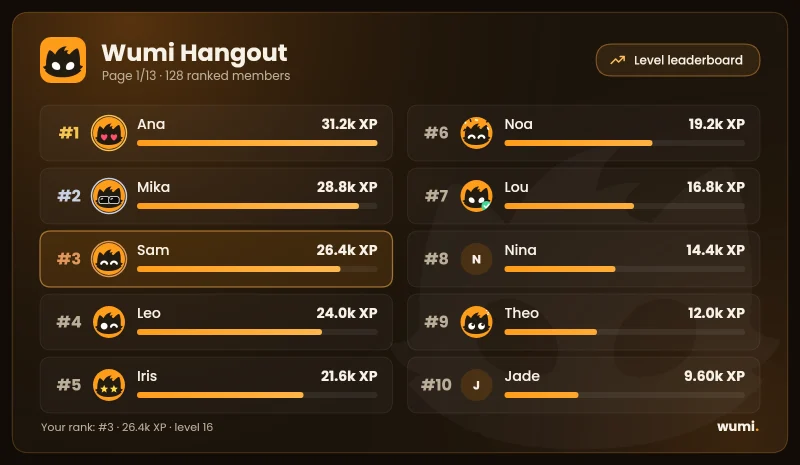 Wumi Hangout
Page 1/13 · 128 ranked members
Level leaderboard
#1 Ana 31.2k XP
#2 Mika 28.8k XP
#3 Sam 26.4k XP
#4 Leo 24.0k XP
#5 Iris 21.6k XP
#6 Noa 19.2k XP
#7 Lou 16.8k XP
#8 N Nina 14.4k XP
#9 Theo 12.0k XP
#10 J Jade 9.60k XP
Your rank: #3 · 26.4k XP · level 16
wumi.